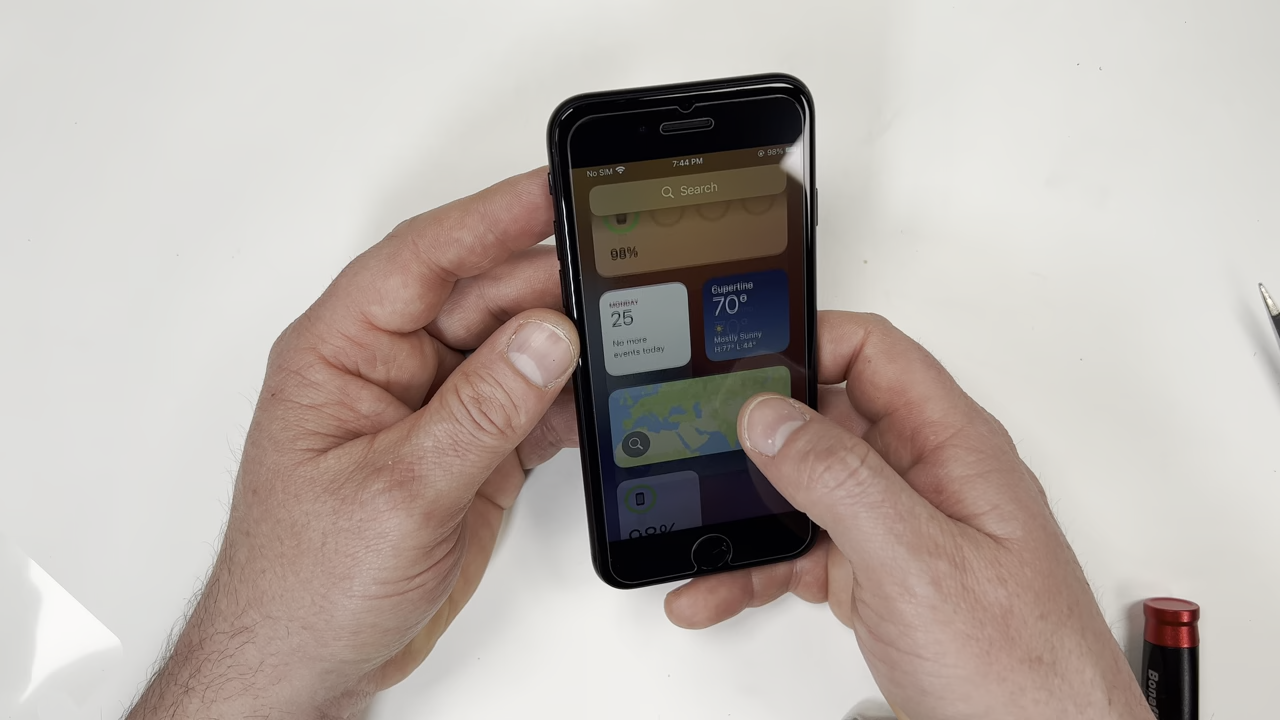 No SIM 7:44 PM 98%
Search
98%
MONDAY
25
No more
events today
Cupertino
70°
Mostly Sunny
H:77° L:44°
98%